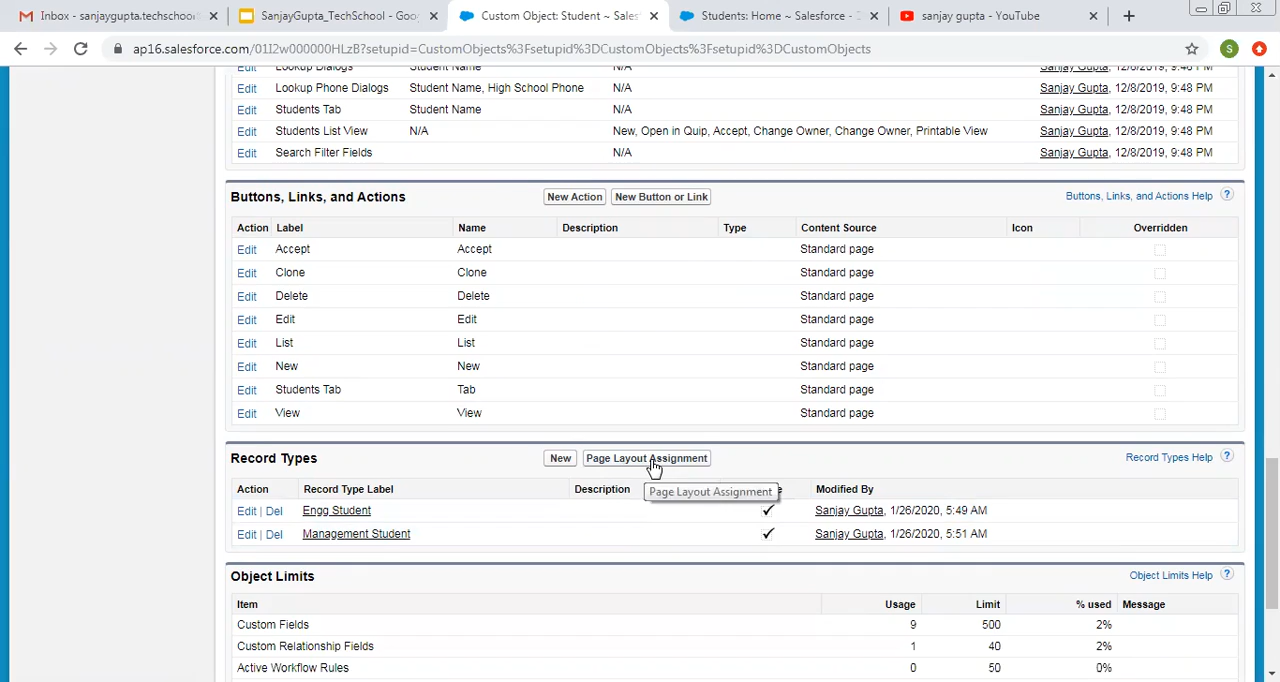 Inbox - sanjaygupta.techschool
SanjayGupta_TechSchool - Goo
Custom Object: Student ~ Sales
Students: Home ~ Salesforce -
sanjay gupta - YouTube
ap16.salesforce.com/01I2w000000HLzB?setupid=CustomObjects%3Fsetupid%3DCustomObjects%3Fsetupid%3DCustomObjects
S
Edit Lookup Dialogs Student Name N/A Sanjay Gupta, 12/8/2019, 9:48 PM
Edit Lookup Phone Dialogs Student Name, High School Phone N/A Sanjay Gupta, 12/8/2019, 9:48 PM
Edit Students Tab Student Name N/A Sanjay Gupta, 12/8/2019, 9:48 PM
Edit Students List View N/A New, Open in Quip, Accept, Change Owner, Change Owner, Printable View Sanjay Gupta, 12/8/2019, 9:48 PM
Edit Search Filter Fields N/A Sanjay Gupta, 12/8/2019, 9:48 PM
Buttons, Links, and Actions New Action New Button or Link Buttons, Links, and Actions Help ?
Action Label Name Description Type Content Source Icon Overridden
Edit Accept Accept Standard page
Edit Clone Clone Standard page
Edit Delete Delete Standard page
Edit Edit Edit Standard page
Edit List List Standard page
Edit New New Standard page
Edit Students Tab Tab Standard page
Edit View View Standard page
Record Types New Page Layout Assignment Record Types Help ?
Action Record Type Label Description Modified By
Page Layout Assignment
Edit | Del Engg Student ✓ Sanjay Gupta, 1/26/2020, 5:49 AM
Edit | Del Management Student ✓ Sanjay Gupta, 1/26/2020, 5:51 AM
Object Limits Object Limits Help ?
Item Usage Limit % used Message
Custom Fields 9 500 2%
Custom Relationship Fields 1 40 2%
Active Workflow Rules 0 50 0%